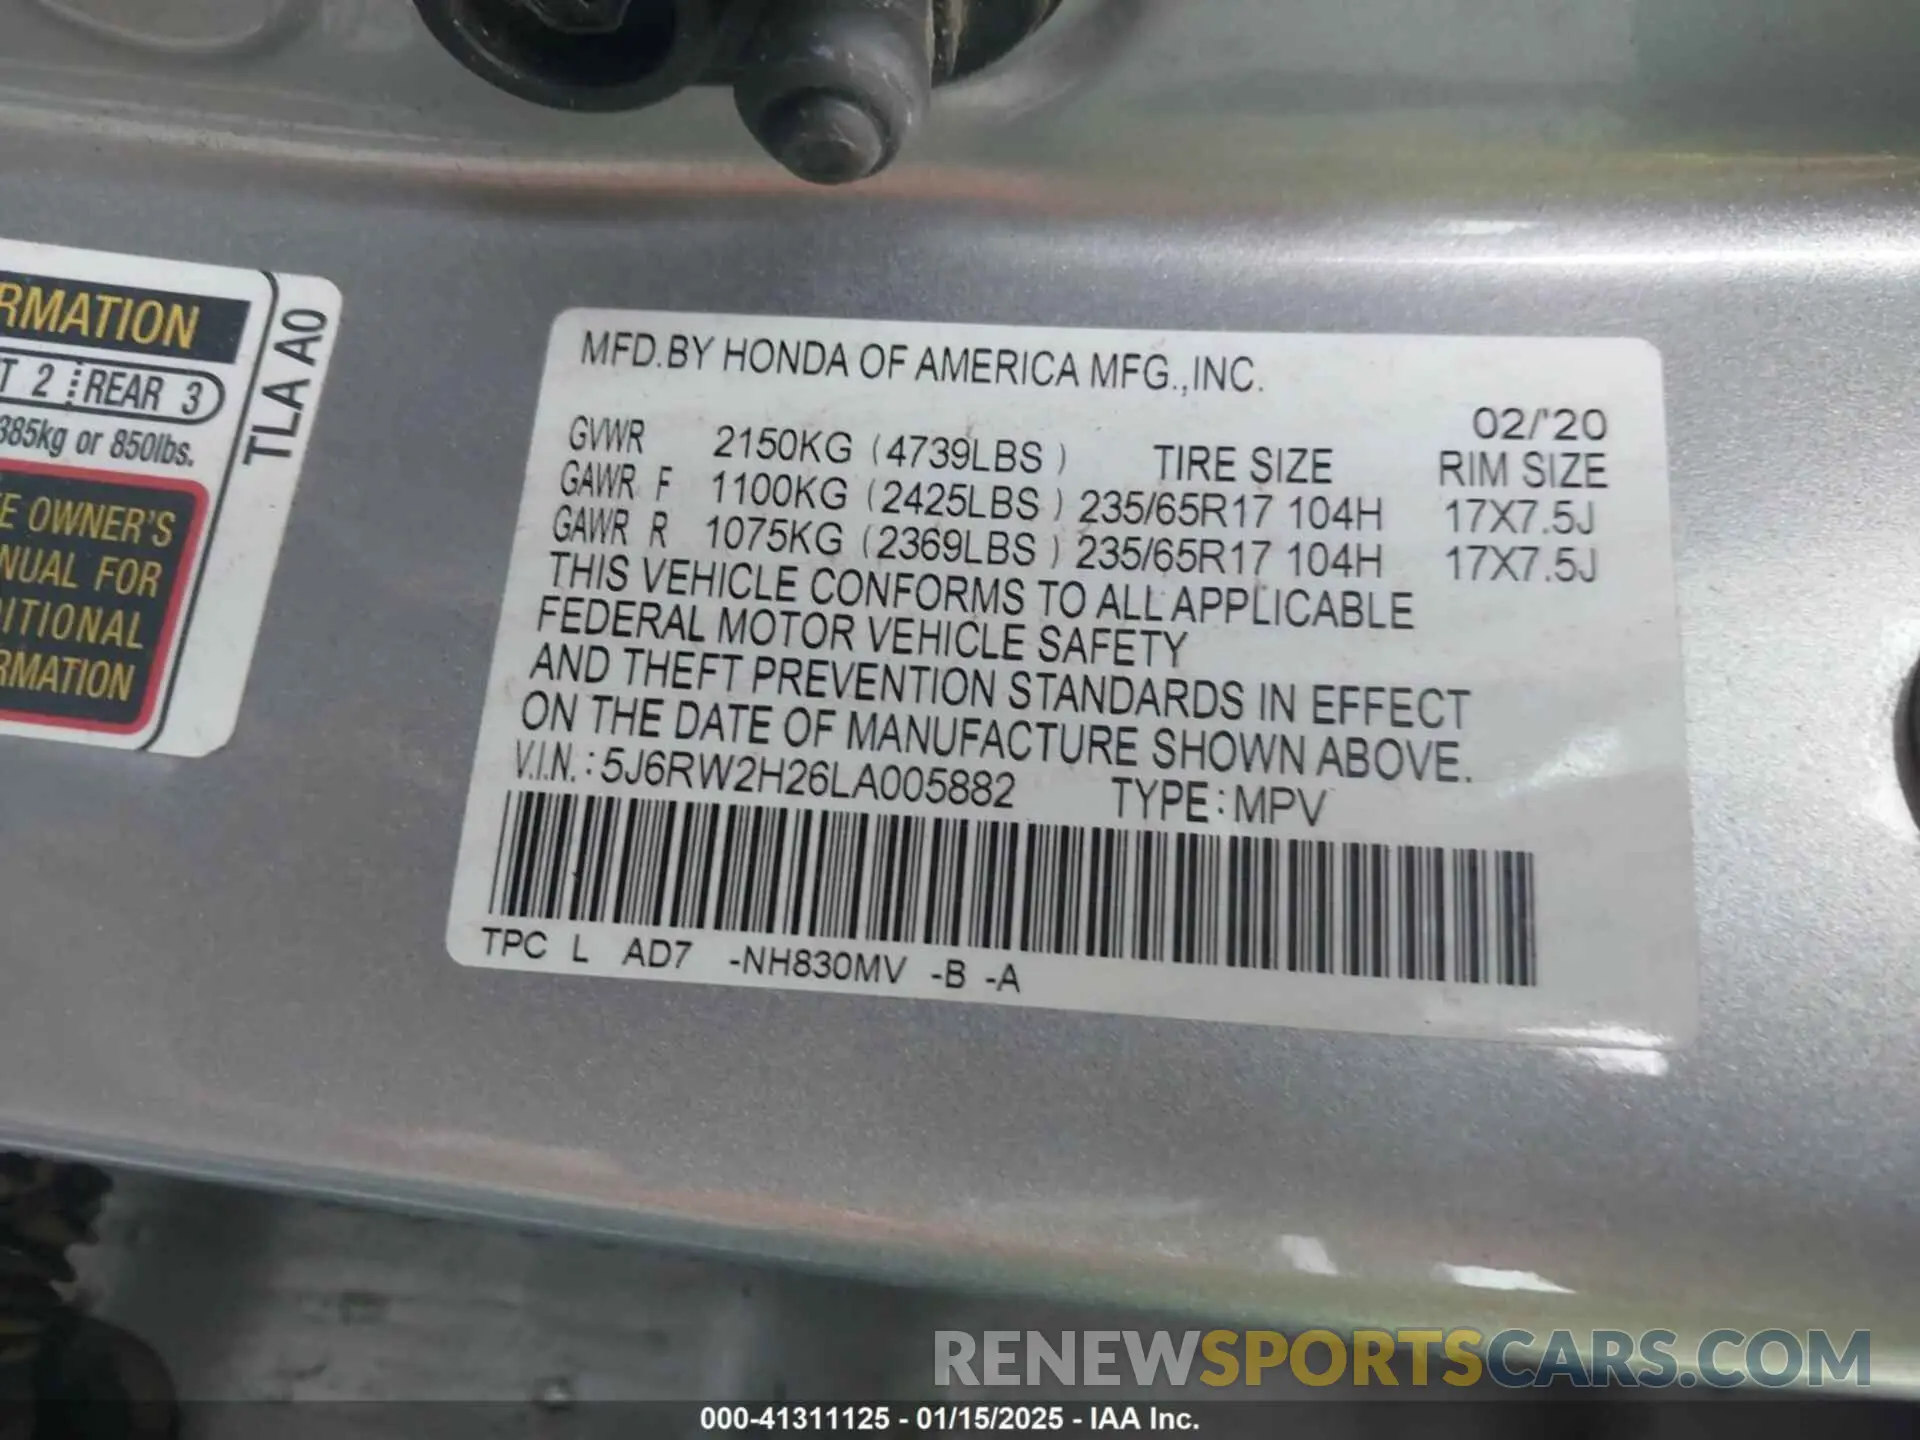 RMATION
T 2 REAR 3
385kg or 850lbs.
E OWNER'S
NUAL FOR
DITIONAL
RMATION
TLA A0
MFD.BY HONDA OF AMERICA MFG.,INC.
02/'20
GVWR 2150KG (4739LBS) TIRE SIZE RIM SIZE
GAWR F 1100KG (2425LBS) 235/65R17 104H 17X7.5J
GAWR R 1075KG (2369LBS) 235/65R17 104H 17X7.5J
THIS VEHICLE CONFORMS TO ALL APPLICABLE
FEDERAL MOTOR VEHICLE SAFETY
AND THEFT PREVENTION STANDARDS IN EFFECT
ON THE DATE OF MANUFACTURE SHOWN ABOVE.
V.I.N.: 5J6RW2H26LA005882 TYPE: MPV
TPC L AD7 -NH830MV -B -A
RENEWSPORTSCARS.COM
000-41311125 - 01/15/2025 - IAA Inc.